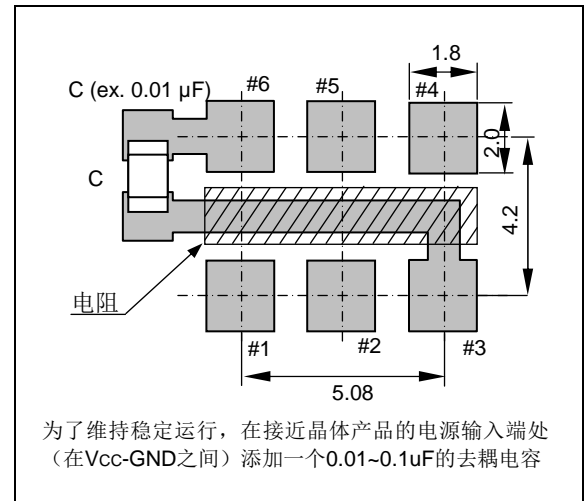 1.8
C (ex. 0.01 µF)
#6
#5
#4
2.0
C
4.2
电阻
#1
#2
#3
5.08
为了维持稳定运行，在接近晶体产品的电源输入端处
（在Vcc-GND之间）添加一个0.01~0.1uF的去耦电容